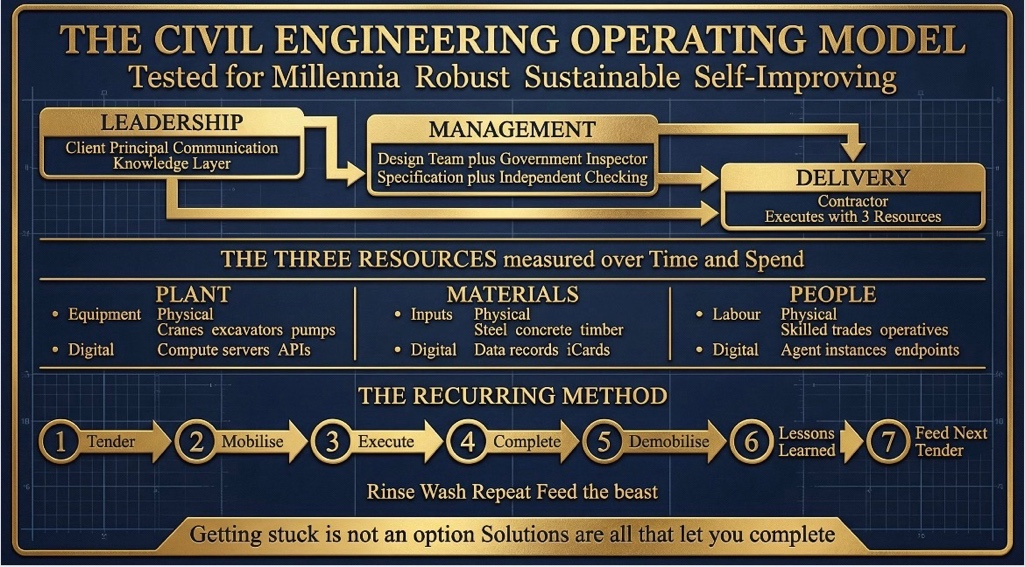 THE CIVIL ENGINEERING OPERATING MODEL
Tested for Millennia Robust Sustainable Self-Improving
LEADERSHIP
Client Principal Communication
Knowledge Layer
MANAGEMENT
Design Team plus Government Inspector
Specification plus Independent Checking
DELIVERY
Contractor
Executes with 3 Resources
THE THREE RESOURCES measured over Time and Spend
PLANT
• Equipment Physical
Cranes excavators pumps
• Digital Compute servers APIs
MATERIALS
• Inputs Physical
Steel concrete timber
• Digital Data records iCards
PEOPLE
• Labour Physical
Skilled trades operatives
• Digital Agent instances endpoints
THE RECURRING METHOD
1 Tender
2 Mobilise
3 Execute
4 Complete
5 Demobilise
6 Lessons
Learned
7 Feed Next
Tender
Rinse Wash Repeat Feed the beast
Getting stuck is not an option Solutions are all that let you complete